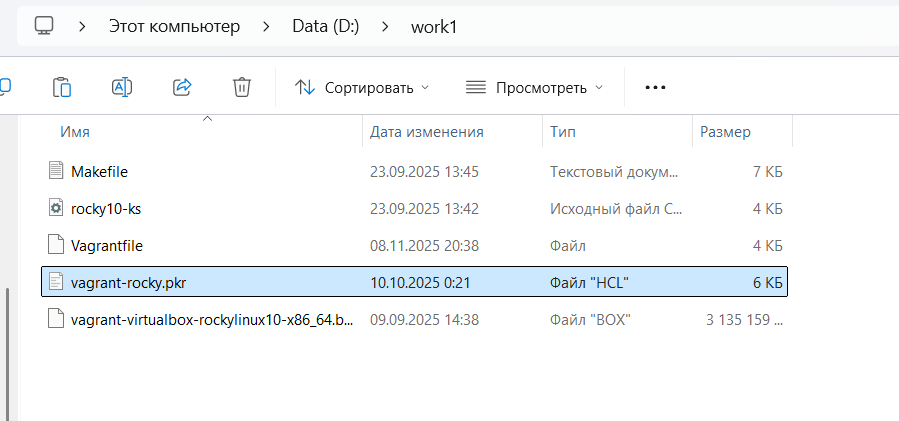 Этот компьютер > Data (D:) > work1
Сортировать Просмотреть
Имя Дата изменения Тип Размер
Makefile 23.09.2025 13:45 Текстовый докум... 7 КБ
rocky10-ks 23.09.2025 13:42 Исходный файл C... 4 КБ
Vagrantfile 08.11.2025 20:38 Файл 4 КБ
vagrant-rocky.pkr 10.10.2025 0:21 Файл "HCL" 6 КБ
vagrant-virtualbox-rockylinux10-x86_64.b... 09.09.2025 14:38 Файл "BOX" 3 135 159 ...